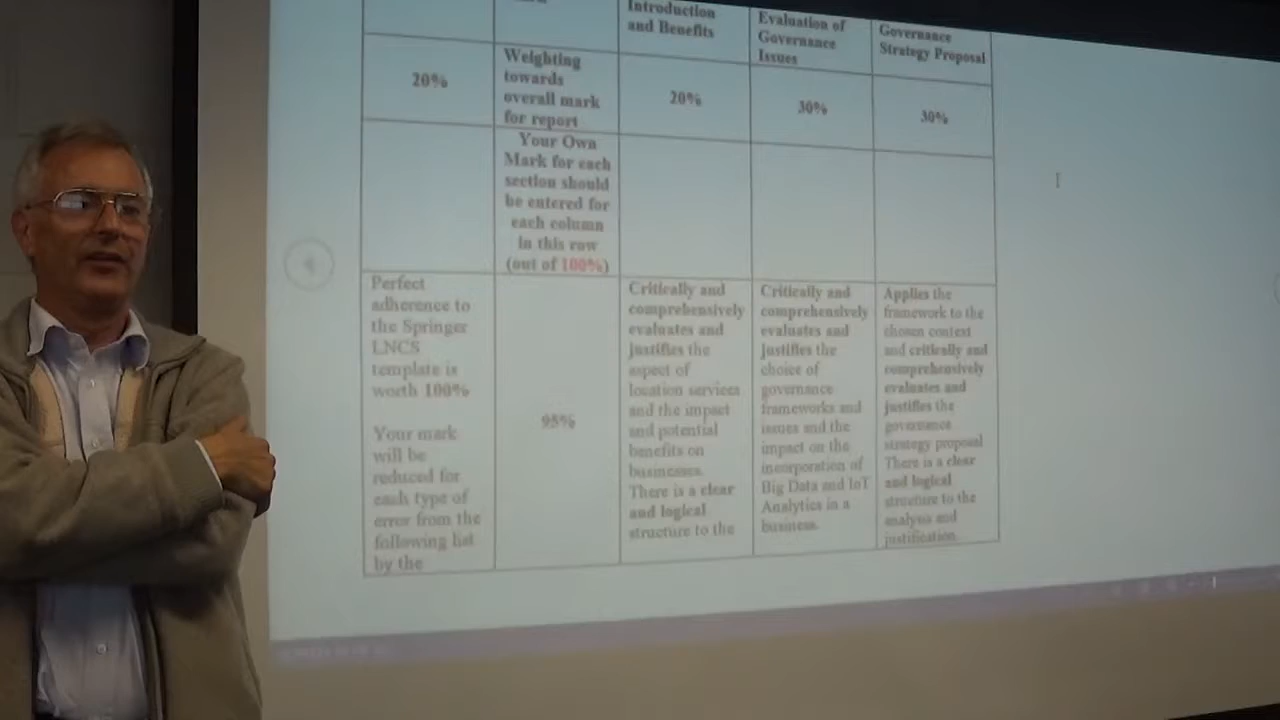 Introduction
and Benefits
Evaluation of
Governance
Issues
Governance
Strategy Proposal
20%
Weighting
towards
overall mark
for report
20%
30%
30%
Your Own
Mark for each
section should
be entered for
each column
in this row
(out of 100%)
Perfect
adherence to
the Springer
LNCS
template is
worth 100%
Your mark
will be
reduced for
each type of
error from the
following list
by the
95%
Critically and
comprehensively
evaluates and
justifies the
aspect of
location services
and the impact
and potential
benefits on
businesses.
There is a clear
and logical
structure to the
Critically and
comprehensively
evaluates and
justifies the
choice of
governance
frameworks and
issues and the
impact on the
incorporation of
Big Data and IoT
Analytics in a
business.
Applies the
framework to the
chosen context
and critically and
comprehensively
evaluates and
justifies the
governance
strategy proposal
There is a clear
and logical
structure to the
analysis and
justification.